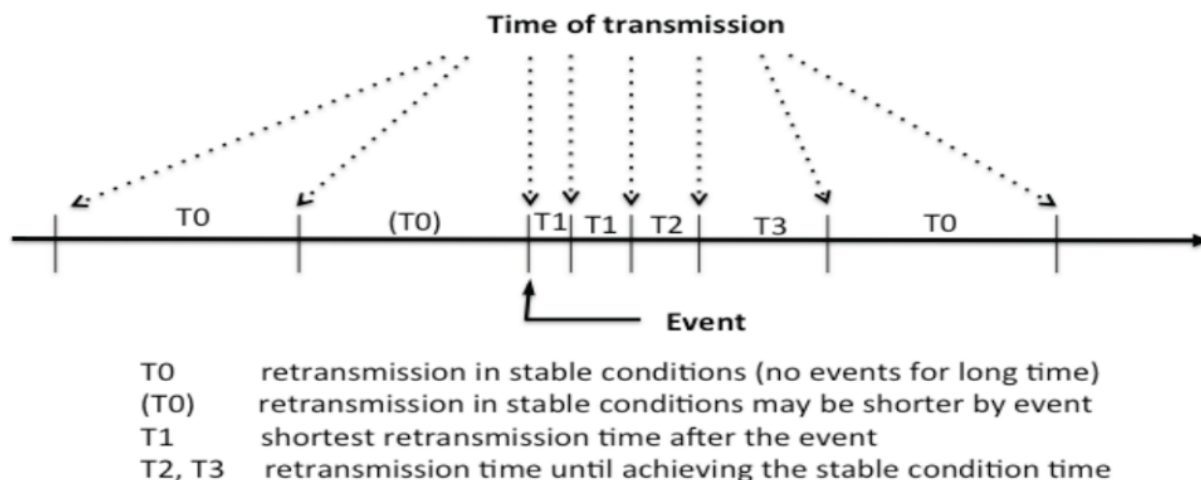 Time of transmission
T0 (T0) T1 T1 T2 T3 T0
Event
T0 retransmission in stable conditions (no events for long time)
(T0) retransmission in stable conditions may be shorter by event
T1 shortest retransmission time after the event
T2, T3 retransmission time until achieving the stable condition time